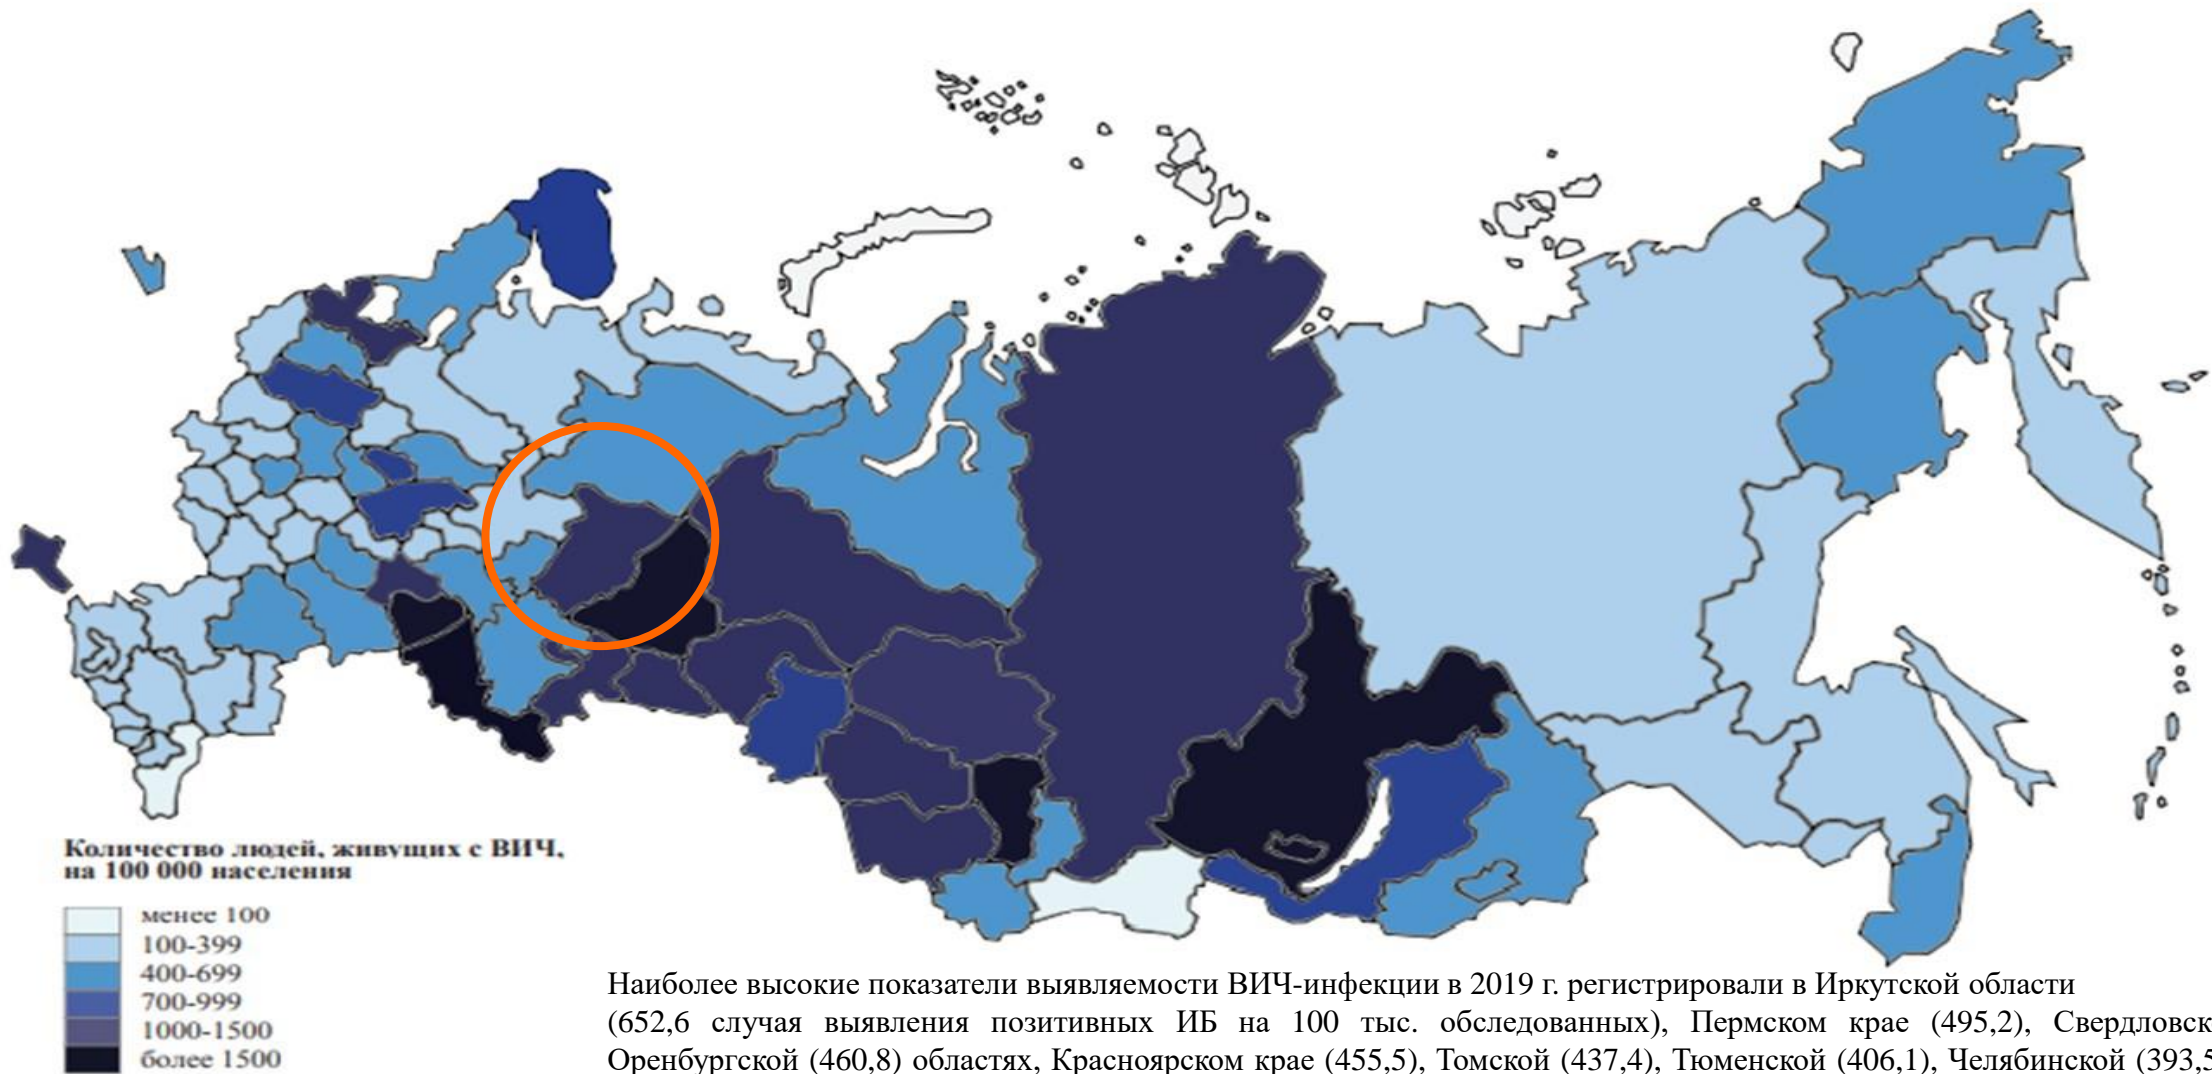 Количество людей, живущих с ВИЧ,
на 100 000 населения
менее 100
100-399
400-699
700-999
1000-1500
более 1500
Наиболее высокие показатели выявляемости ВИЧ-инфекции в 2019 г. регистрировали в Иркутской области
(652,6 случая выявления позитивных ИБ на 100 тыс. обследованных), Пермском крае (495,2), Свердловск
Оренбургской (460,8) областях, Красноярском крае (455,5), Томской (437,4), Тюменской (406,1), Челябинской (393,5